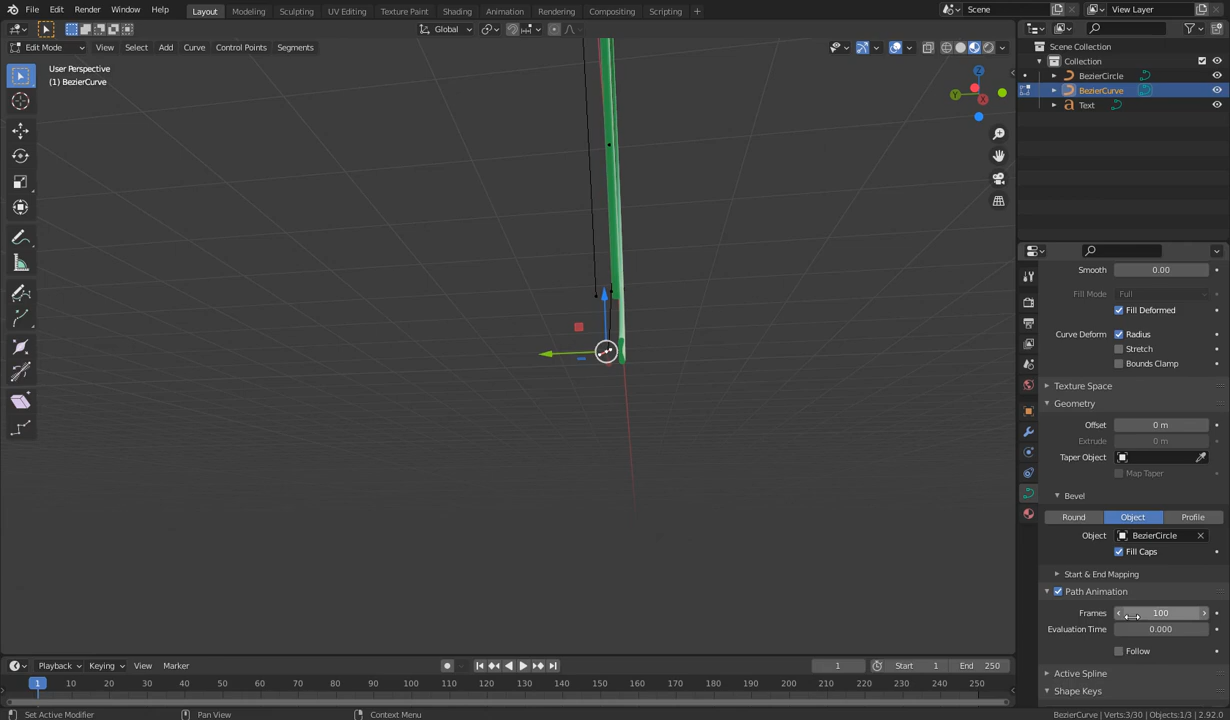 File Edit Render Window Help Layout Modeling Sculpting UV Editing Texture Paint Shading Animation Rendering Compositing Scripting + Scene View Layer
Global
Edit Mode View Select Add Curve Control Points Segments
User Perspective
(1) BezierCurve
Z
Y
X
Scene Collection
Collection
BezierCircle
BezierCurve
Text
Smooth 0.00
Fill Mode Full
Fill Deformed
Curve Deform Radius
Stretch
Bounds Clamp
Texture Space
Geometry
Offset 0 m
Extrude 0 m
Taper Object
Map Taper
Bevel
Round Object Profile
Object BezierCircle
Fill Caps
Start & End Mapping
Path Animation
Frames 100
Evaluation Time 0.000
Follow
Active Spline
Shape Keys
Playback Keying View Marker 1 Start 1 End 250
1 10 20 30 40 50 60 70 80 90 100 110 120 130 140 150 160 170 180 190 200 210 220 230 240 250
Set Active Modifier Pan View Context Menu BezierCurve | Verts:3/30 | Objects:1/3 | 2.92.0